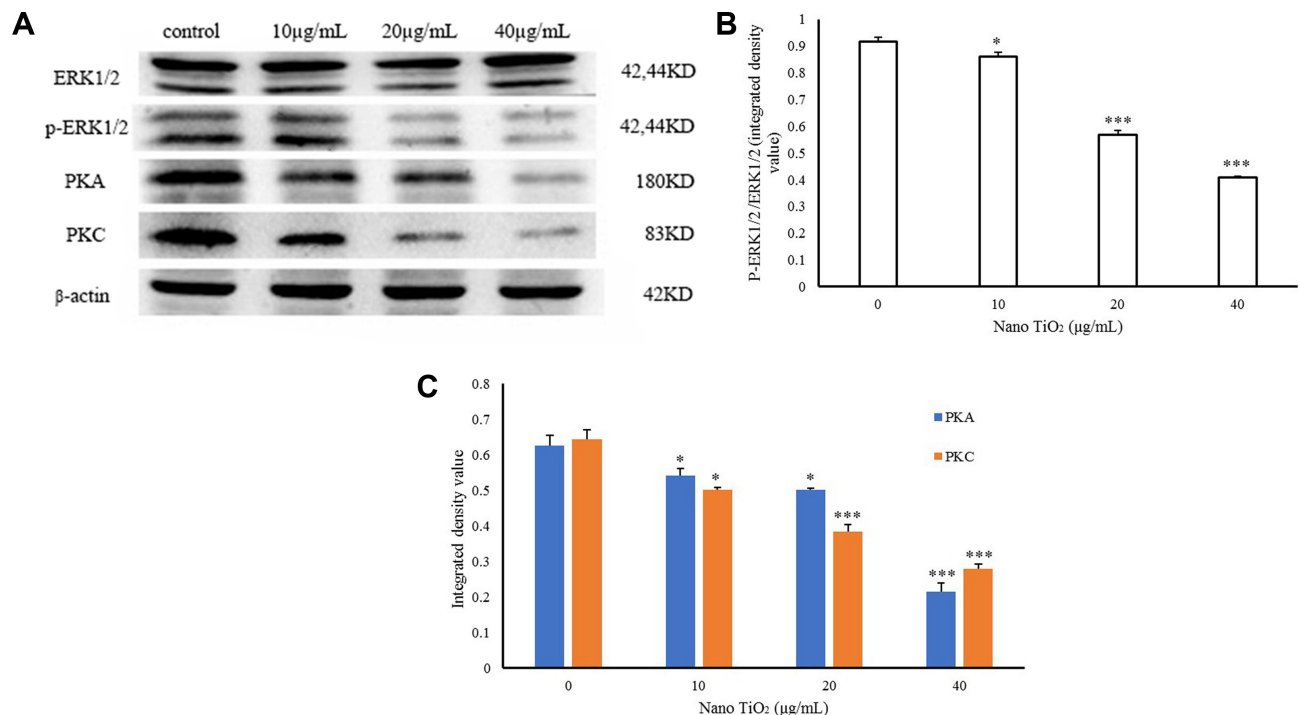 A
control 10µg/mL 20µg/mL 40µg/mL
ERK1/2 42,44KD
p-ERK1/2 42,44KD
PKA 180KD
PKC 83KD
β-actin 42KD
B
P-ERK1/2/ERK1/2 (integrated density
value)
1
0.9
0.8
0.7
0.6
0.5
0.4
0.3
0.2
0.1
0
*
***
***
0 10 20 40
Nano TiO₂ (µg/mL)
C
Integrated density value
0.8
0.7
0.6
0.5
0.4
0.3
0.2
0.1
0
* *
* ***
*** ***
PKA
PKC
0 10 20 40
Nano TiO₂ (µg/mL)